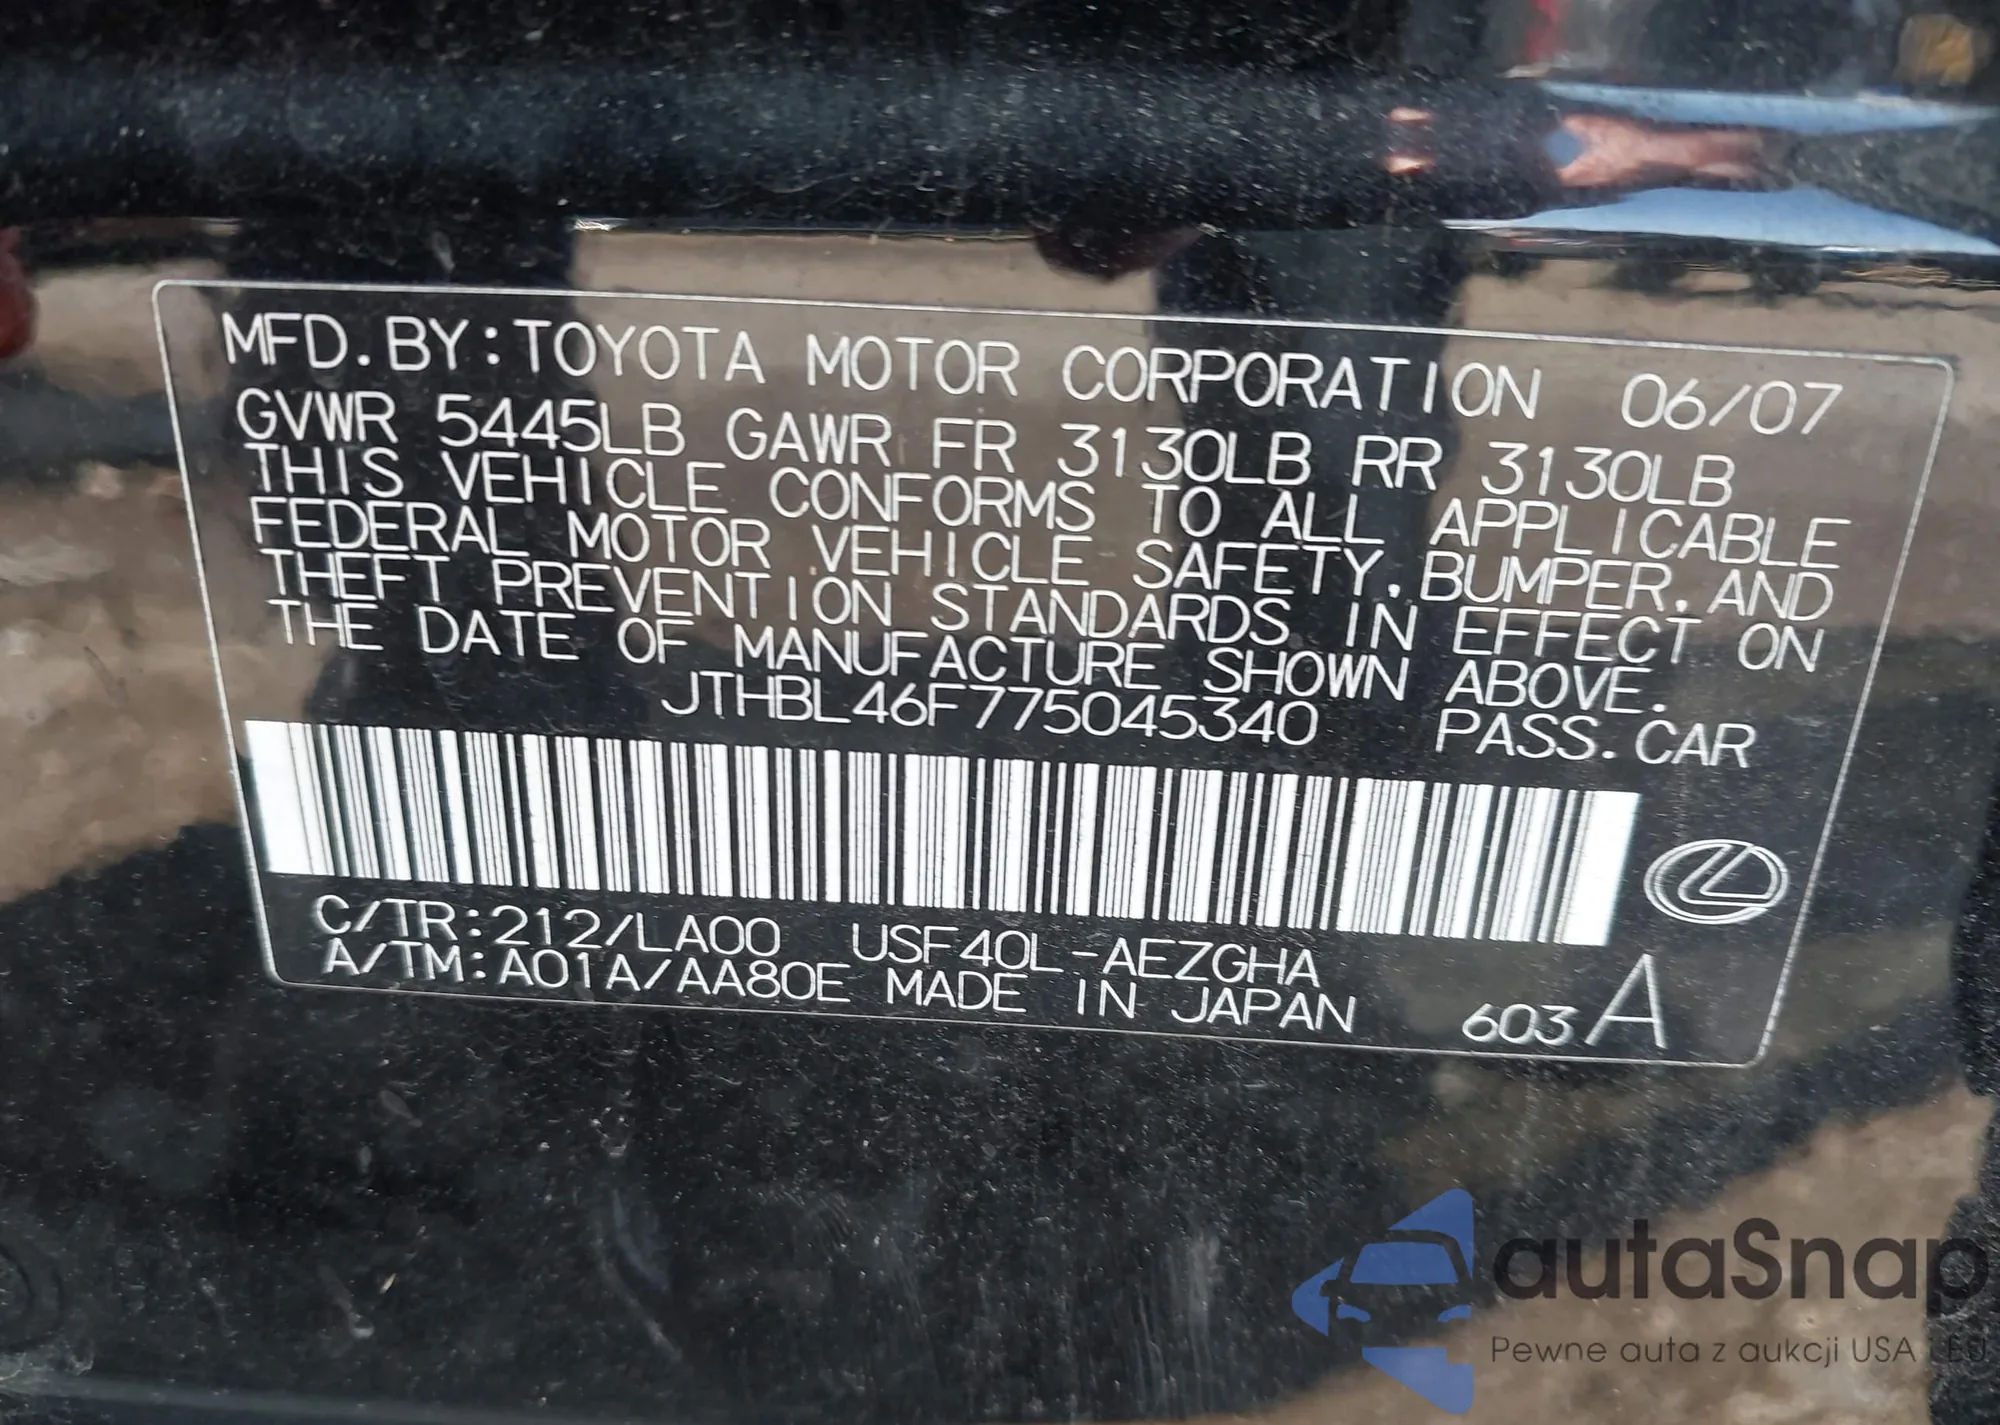 MFD.BY:TOYOTA MOTOR CORPORATION 06/07
GVWR 5445LB GAWR FR 3130LB RR 3130LB
THIS VEHICLE CONFORMS TO ALL APPLICABLE
FEDERAL MOTOR VEHICLE SAFETY,BUMPER,AND
THEFT PREVENTION STANDARDS IN EFFECT ON
THE DATE OF MANUFACTURE SHOWN ABOVE.
JTHBL46F775045340 PASS.CAR
C/TR:212/LA00 USF40L-AEZGHA
A/TM:A01A/AA80E MADE IN JAPAN 603 A
autaSnap
Pewne auta z aukcji USA i EU